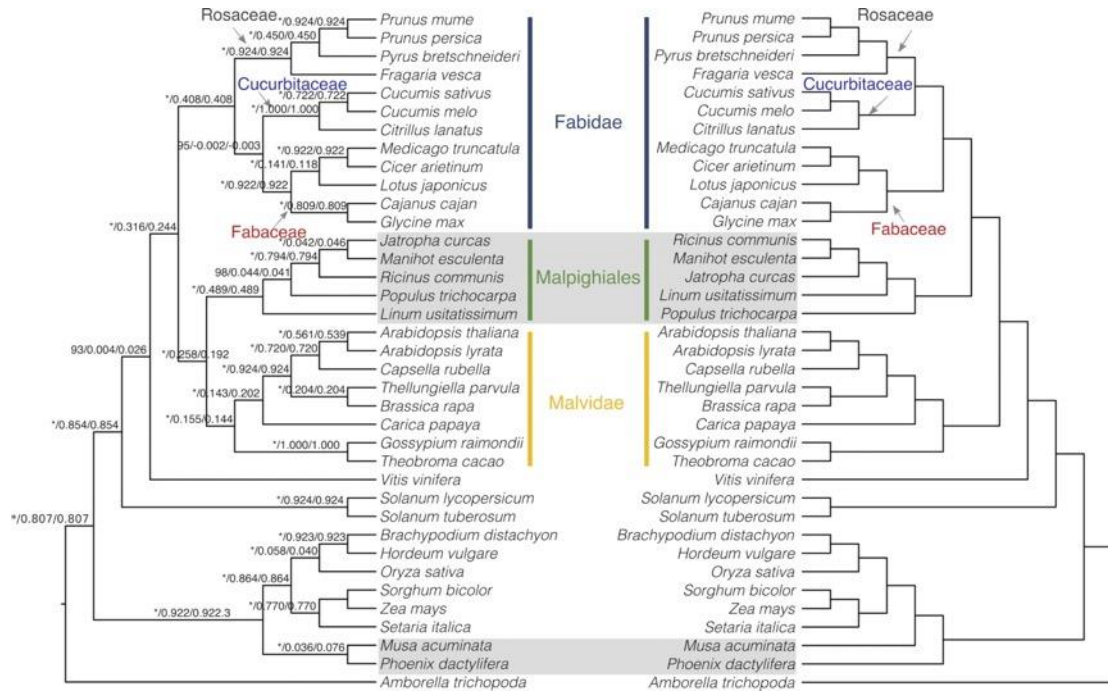 Rosaceae
*/0.924/0.924
Prunus mume
Prunus mume
Rosaceae
*/0.450/0.450
Prunus persica
Prunus persica
*/0.924/0.924
Pyrus bretschneideri
Pyrus bretschneideri
Fragaria vesca
Fragaria vesca
Cucurbitaceae
*/0.722/0.722
Cucumis sativus
Cucumis sativus
Cucurbitaceae
*/0.408/0.408
*/1.000/1.000
Cucumis melo
Cucumis melo
Citrillus lanatus
Fabidae
Citrillus lanatus
95/-0.002/-0.003
*/0.922/0.922
Medicago truncatula
Medicago truncatula
*/0.141/0.118
Cicer arietinum
Cicer arietinum
*/0.922/0.922
Lotus japonicus
Lotus japonicus
*/0.809/0.809
Cajanus cajan
Cajanus cajan
*/0.316/0.244
Fabaceae
Glycine max
Glycine max
Fabaceae
*/0.042/0.046
Jatropha curcas
Ricinus communis
*/0.794/0.794
Manihot esculenta
Manihot esculenta
98/0.044/0.041
Ricinus communis
Malpighiales
Jatropha curcas
*/0.489/0.489
Populus trichocarpa
Linum usitatissimum
Linum usitatissimum
Populus trichocarpa
*/0.561/0.539
Arabidopsis thaliana
Arabidopsis thaliana
93/0.004/0.026
*/0.258/0.192
*/0.720/0.720
Arabidopsis lyrata
Arabidopsis lyrata
*/0.924/0.924
Capsella rubella
Capsella rubella
*/0.143/0.202
*/0.204/0.204
Thellungiella parvula
Thellungiella parvula
Brassica rapa
Malvidae
Brassica rapa
*/0.155/0.144
Carica papaya
Carica papaya
*/0.854/0.854
*/1.000/1.000
Gossypium raimondii
Gossypium raimondii
Theobroma cacao
Theobroma cacao
Vitis vinifera
Vitis vinifera
*/0.924/0.924
Solanum lycopersicum
Solanum lycopersicum
*/0.807/0.807
Solanum tuberosum
Solanum tuberosum
*/0.923/0.923
Brachypodium distachyon
Brachypodium distachyon
*/0.058/0.040
Hordeum vulgare
Hordeum vulgare
*/0.864/0.864
Oryza sativa
Oryza sativa
Sorghum bicolor
Sorghum bicolor
*/0.922/0.922.3
*/0.770/0.770
Zea mays
Zea mays
Setaria italica
Setaria italica
*/0.036/0.076
Musa acuminata
Musa acuminata
Phoenix dactylifera
Phoenix dactylifera
Amborella trichopoda
Amborella trichopoda